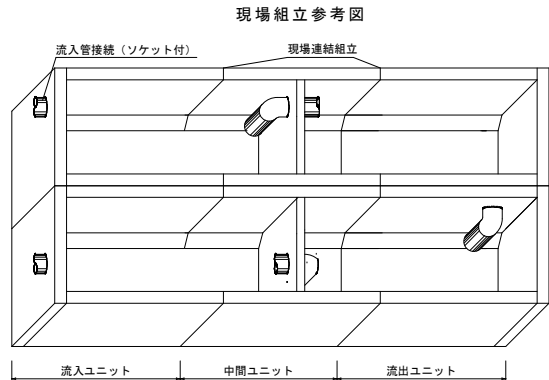 現場組立参考図
流入管接続（ソケット付）
現場連結組立
流入ユニット
中間ユニット
流出ユニット